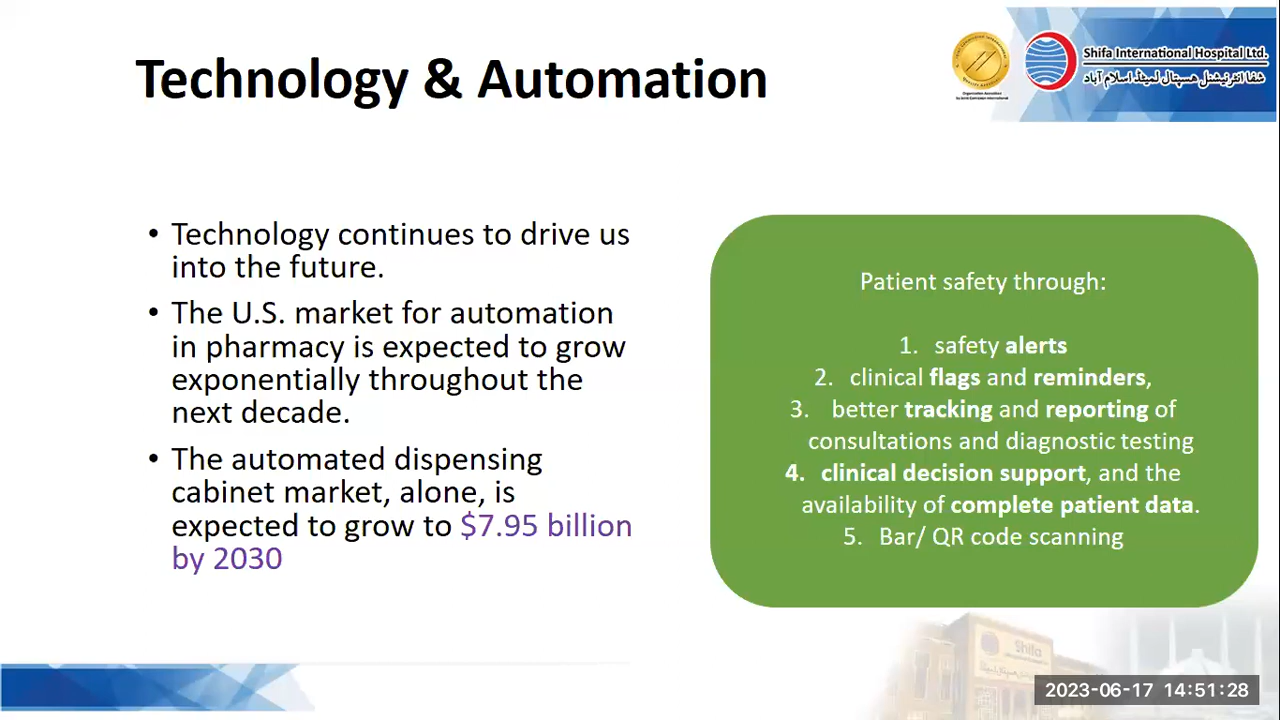 Technology & Automation
Shifa International Hospital Ltd.
شفا انٹرنیشنل ہسپتال لمیٹڈ اسلام آباد
• Technology continues to drive us
into the future.
• The U.S. market for automation
in pharmacy is expected to grow
exponentially throughout the
next decade.
• The automated dispensing
cabinet market, alone, is
expected to grow to $7.95 billion
by 2030
Patient safety through:
1. safety alerts
2. clinical flags and reminders,
3. better tracking and reporting of
consultations and diagnostic testing
4. clinical decision support, and the
availability of complete patient data.
5. Bar/ QR code scanning
Shifa
2023-06-17 14:51:28